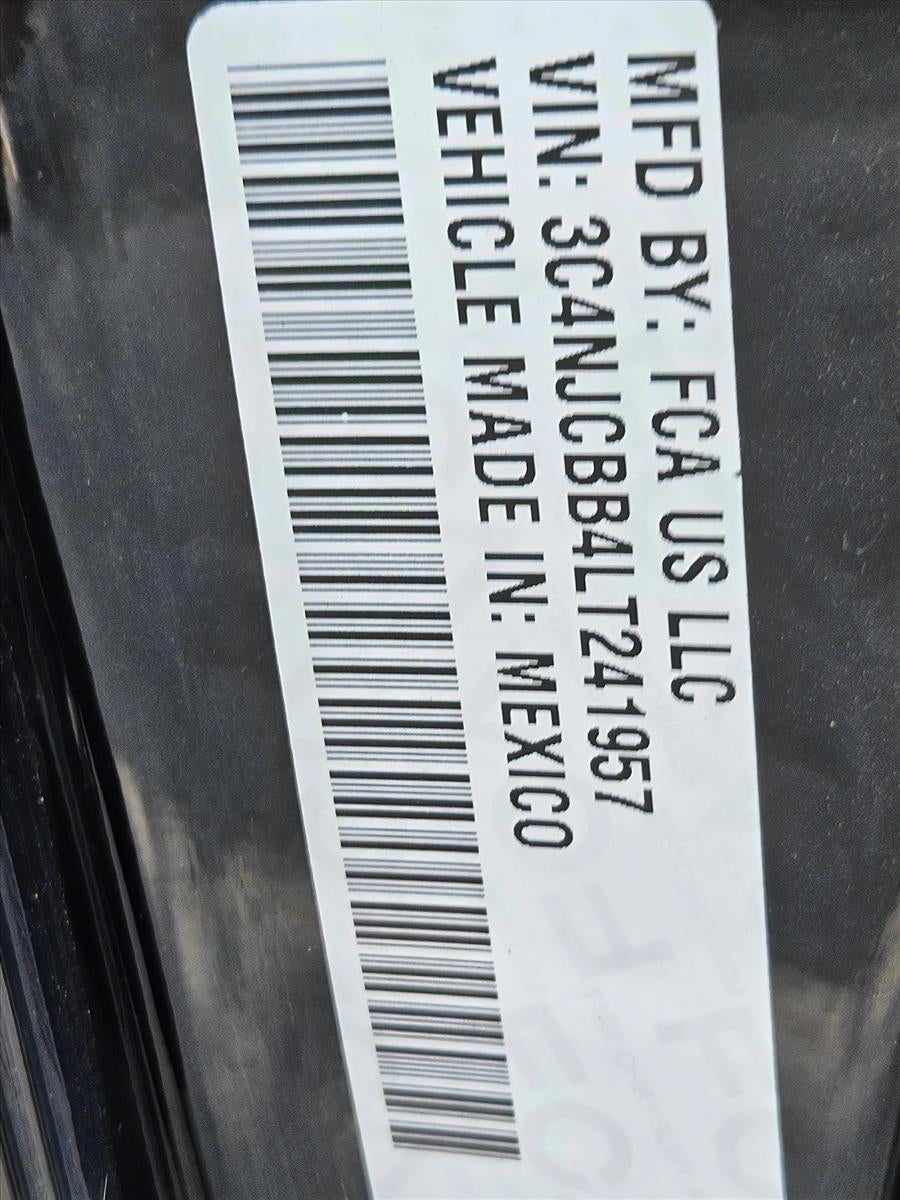 MFD BY: FCA US LLC
VIN: 3C4NJCBB4LT241957
VEHICLE MADE IN: MEXICO